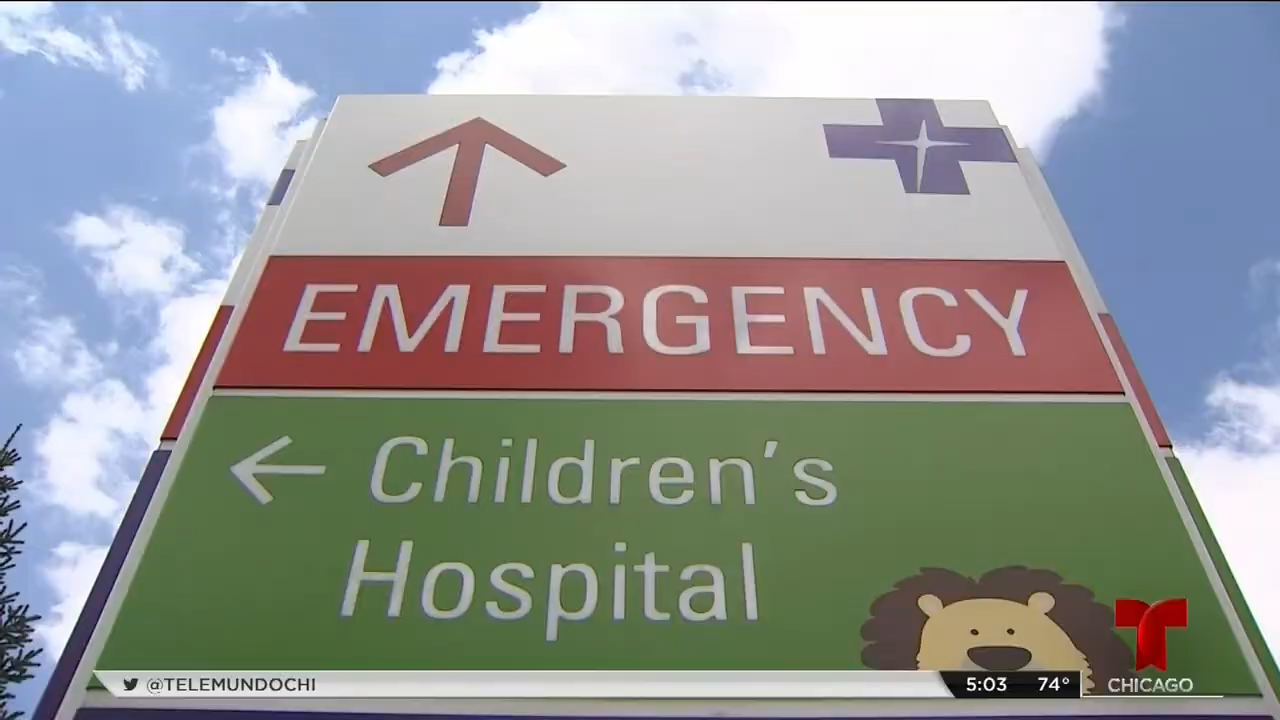 EMERGENCY
Children's
Hospital
@TELEMUNDOCHI
5:03 74°
CHICAGO